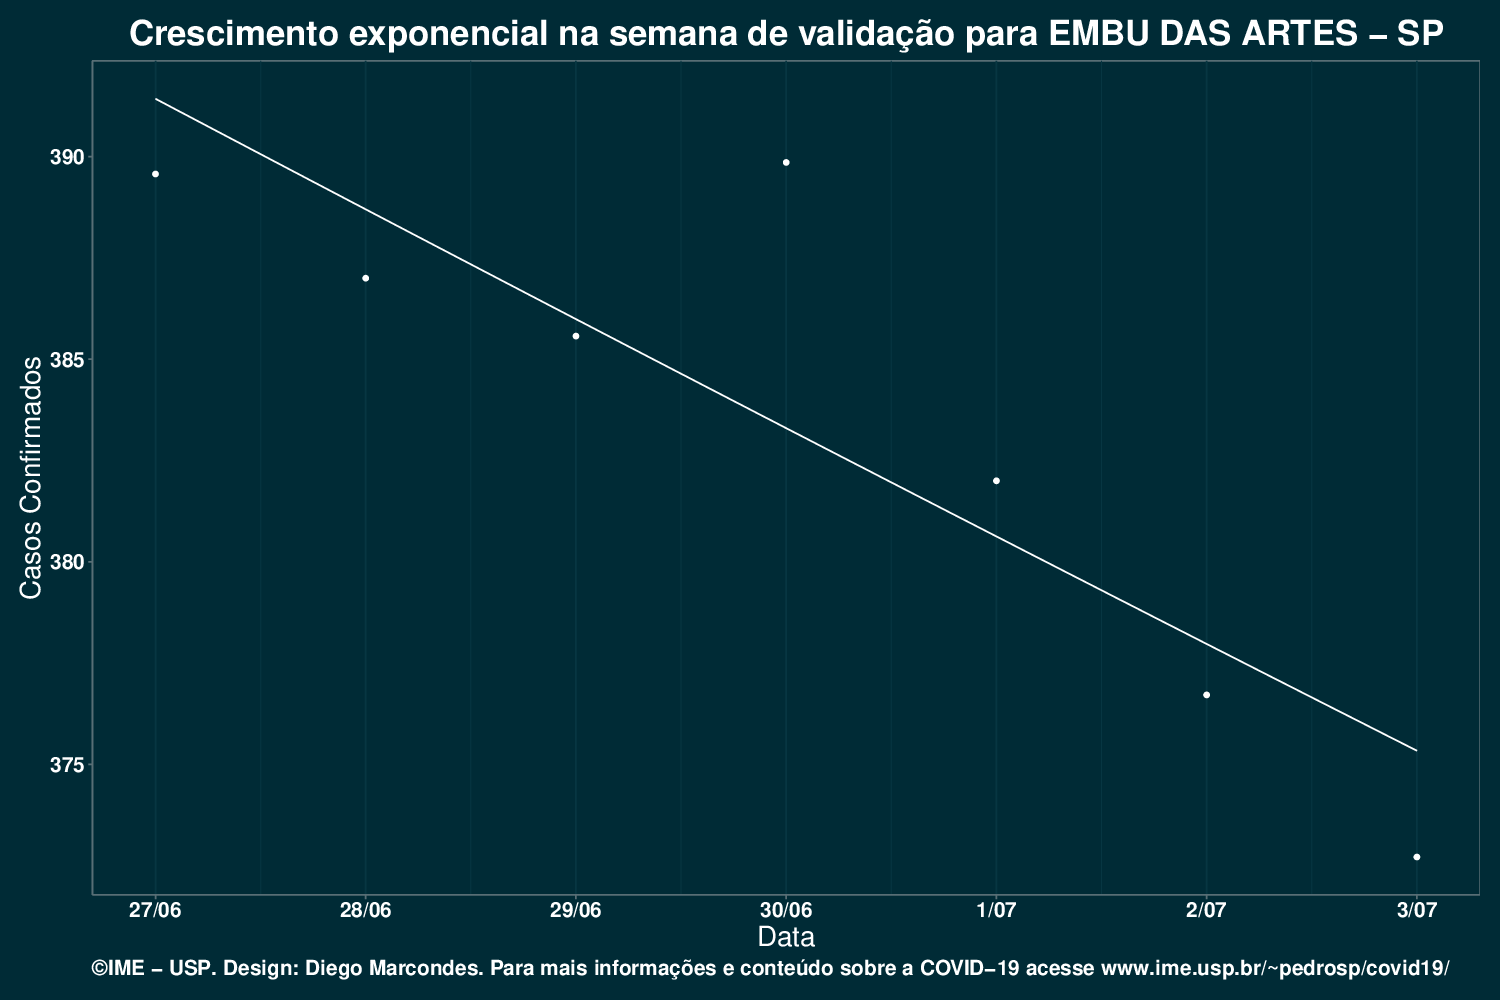 Crescimento exponencial na semana de validação para EMBU DAS ARTES – SP
Casos Confirmados
390
385
380
375
27/06 28/06 29/06 30/06 1/07 2/07 3/07
Data
©IME – USP. Design: Diego Marcondes. Para mais informações e conteúdo sobre a COVID–19 acesse www.ime.usp.br/~pedrosp/covid19/